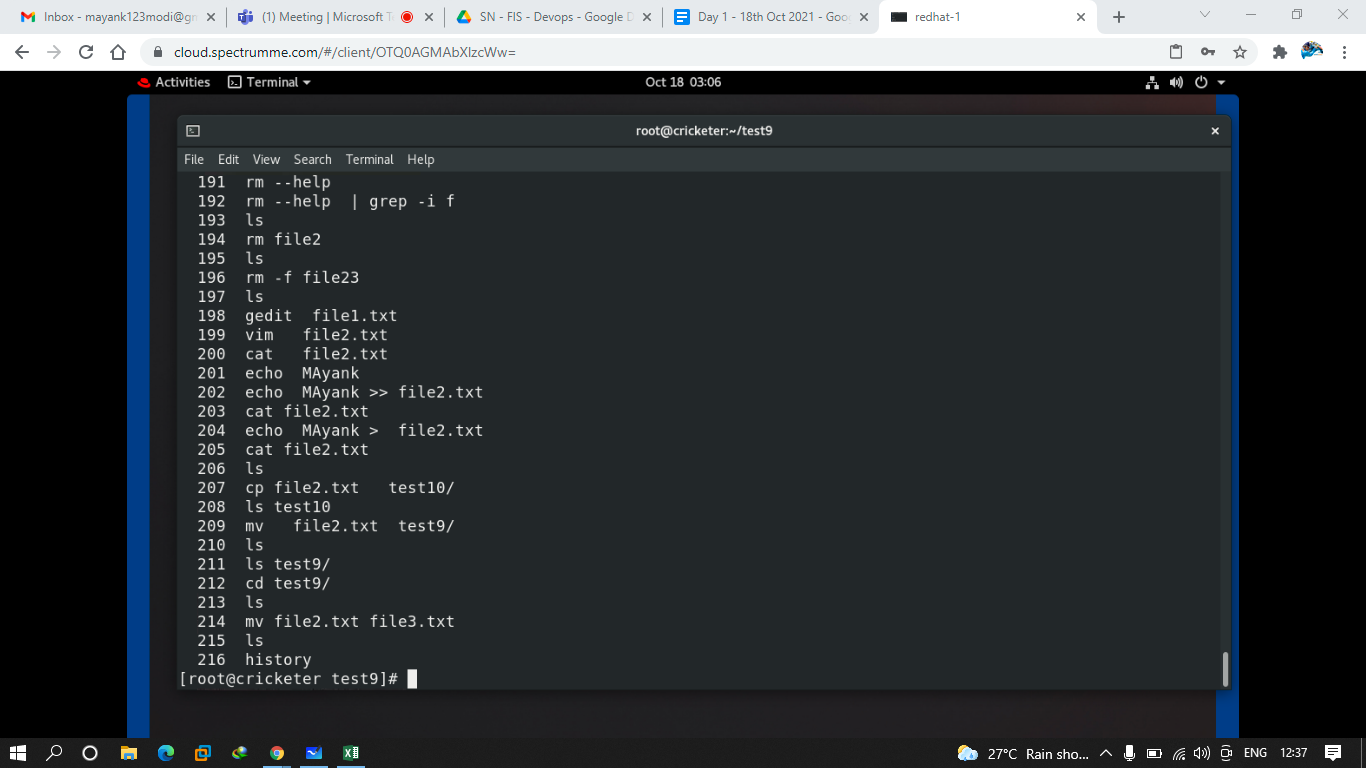 Inbox - mayank123modi@gm
(1) Meeting | Microsoft T
SN - FIS - Devops - Google D
Day 1 - 18th Oct 2021 - Goo
redhat-1
cloud.spectrumme.com/#/client/OTQ0AGMAbXlzcWw=
Activities Terminal Oct 18 03:06
root@cricketer:~/test9
File Edit View Search Terminal Help
191 rm --help
192 rm --help | grep -i f
193 ls
194 rm file2
195 ls
196 rm -f file23
197 ls
198 gedit file1.txt
199 vim file2.txt
200 cat file2.txt
201 echo MAyank
202 echo MAyank >> file2.txt
203 cat file2.txt
204 echo MAyank > file2.txt
205 cat file2.txt
206 ls
207 cp file2.txt test10/
208 ls test10
209 mv file2.txt test9/
210 ls
211 ls test9/
212 cd test9/
213 ls
214 mv file2.txt file3.txt
215 ls
216 history
[root@cricketer test9]#
27°C Rain sho... ENG 12:37